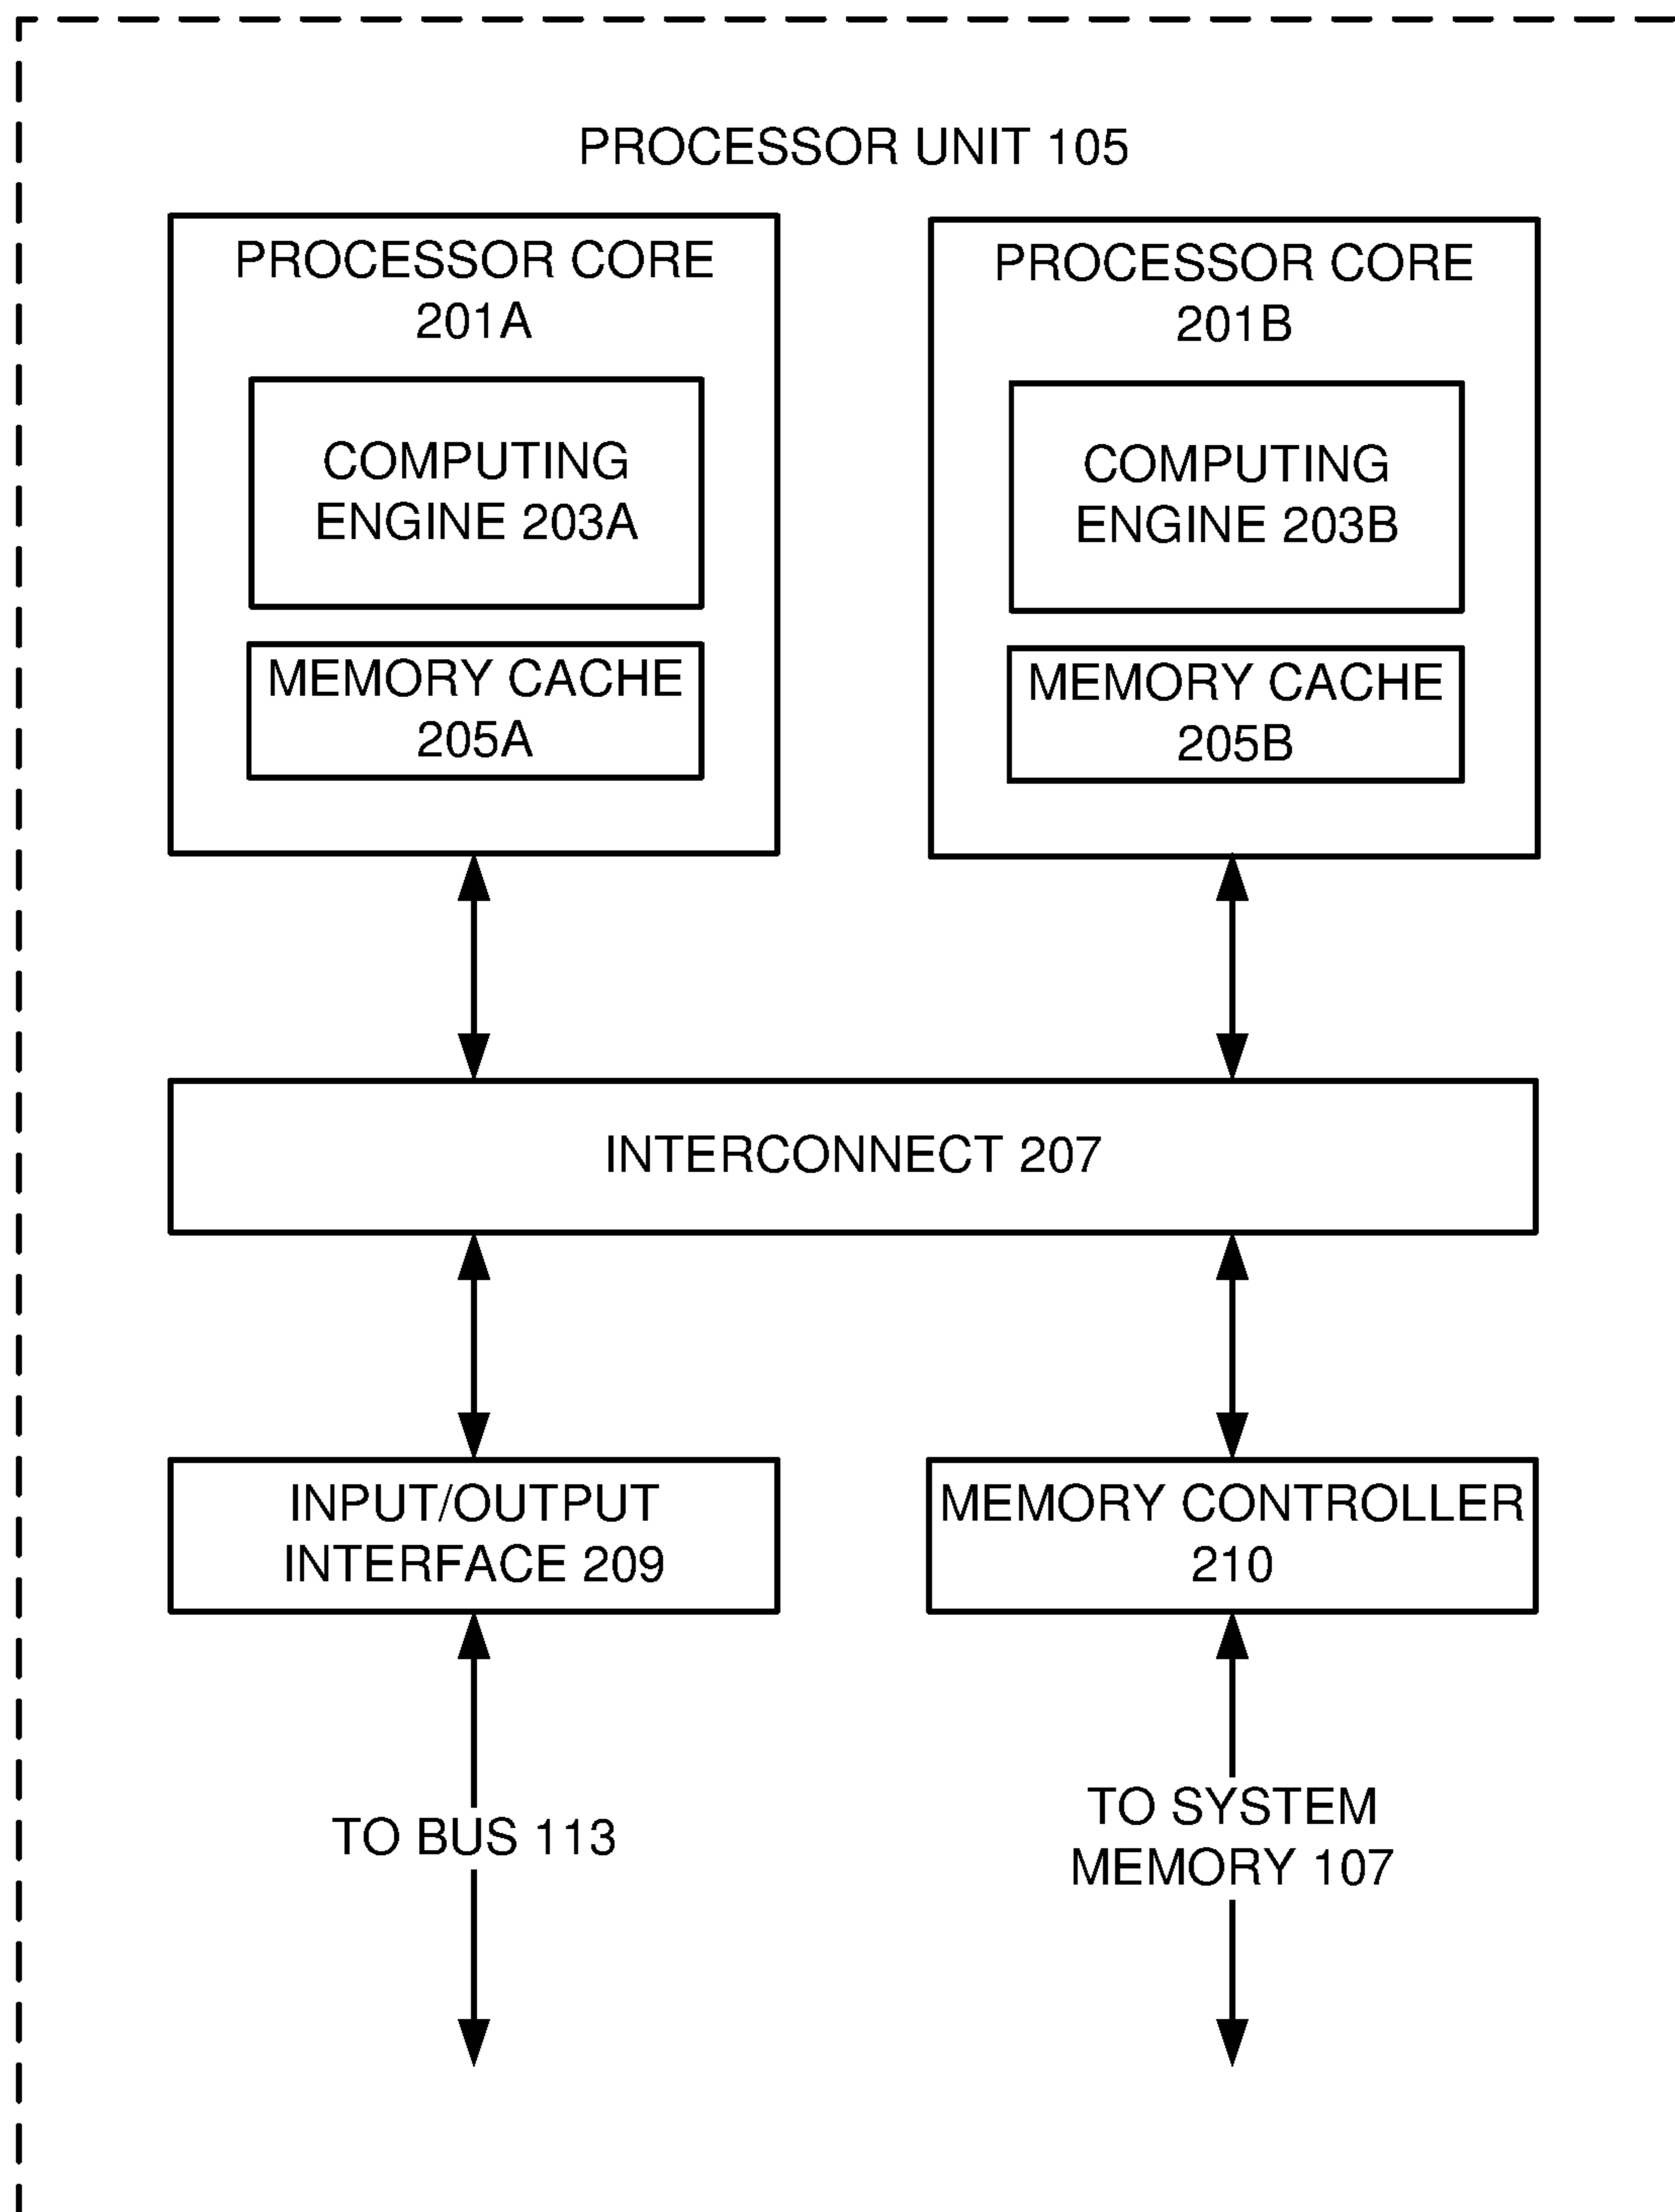 PROCESSOR UNIT 105
PROCESSOR CORE
201A
COMPUTING
ENGINE 203A
MEMORY CACHE
205A
PROCESSOR CORE
201B
COMPUTING
ENGINE 203B
MEMORY CACHE
205B
INTERCONNECT 207
INPUT/OUTPUT
INTERFACE 209
MEMORY CONTROLLER
210
TO BUS 113
TO SYSTEM
MEMORY 107